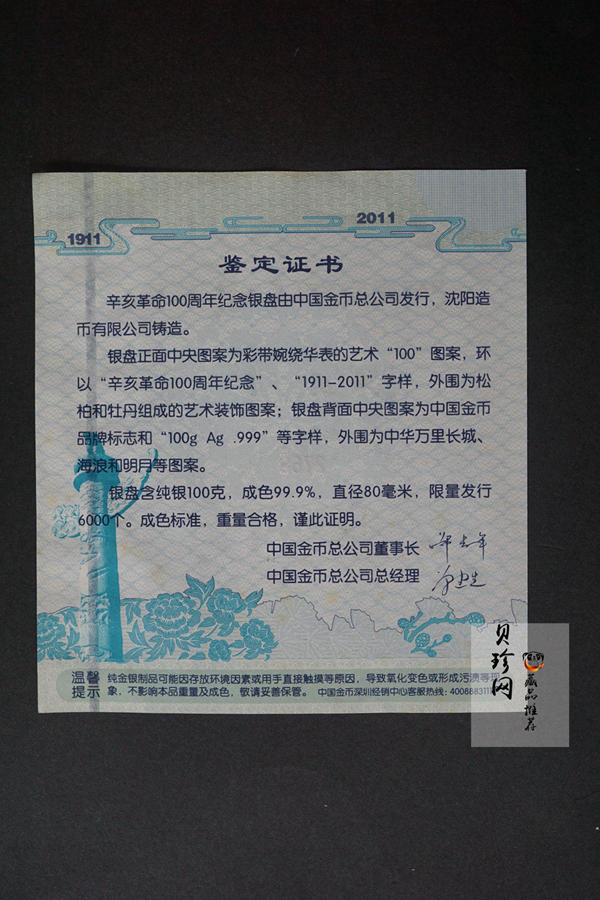 1911
2011
鉴定证书
辛亥革命100周年纪念银盘由中国金币总公司发行，沈阳造
币有限公司铸造。
银盘正面中央图案为彩带婉绕华表的艺术“100”图案，环
以“辛亥革命100周年纪念”、“1911-2011”字样，外围为松
柏和牡丹组成的艺术装饰图案；银盘背面中央图案为中国金币
品牌标志和“100g Ag .999”等字样，外围为中华万里长城、
海浪和明月等图案。
银盘含纯银100克，成色99.9%，直径80毫米，限量发行
6000个。成色标准，重量合格，谨此证明。
中国金币总公司董事长
中国金币总公司总经理
温馨
提示
纯金银制品可能因存放环境因素或用手直接触摸等原因，导致氧化变色或形成污渍等现
象，不影响本品重量及成色，敬请妥善保管。 中国金币深圳经销中心客服热线：
贝珍网
藏品推荐